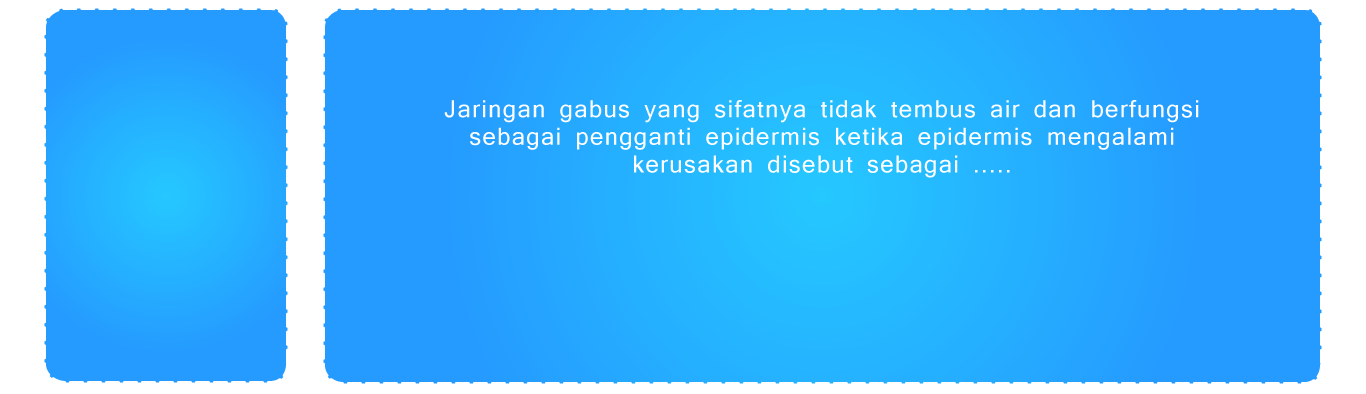 Jaringan gabus yang sifatnya tidak tembus air dan berfungsi
sebagai pengganti epidermis ketika epidermis mengalami
kerusakan disebut sebagai .....